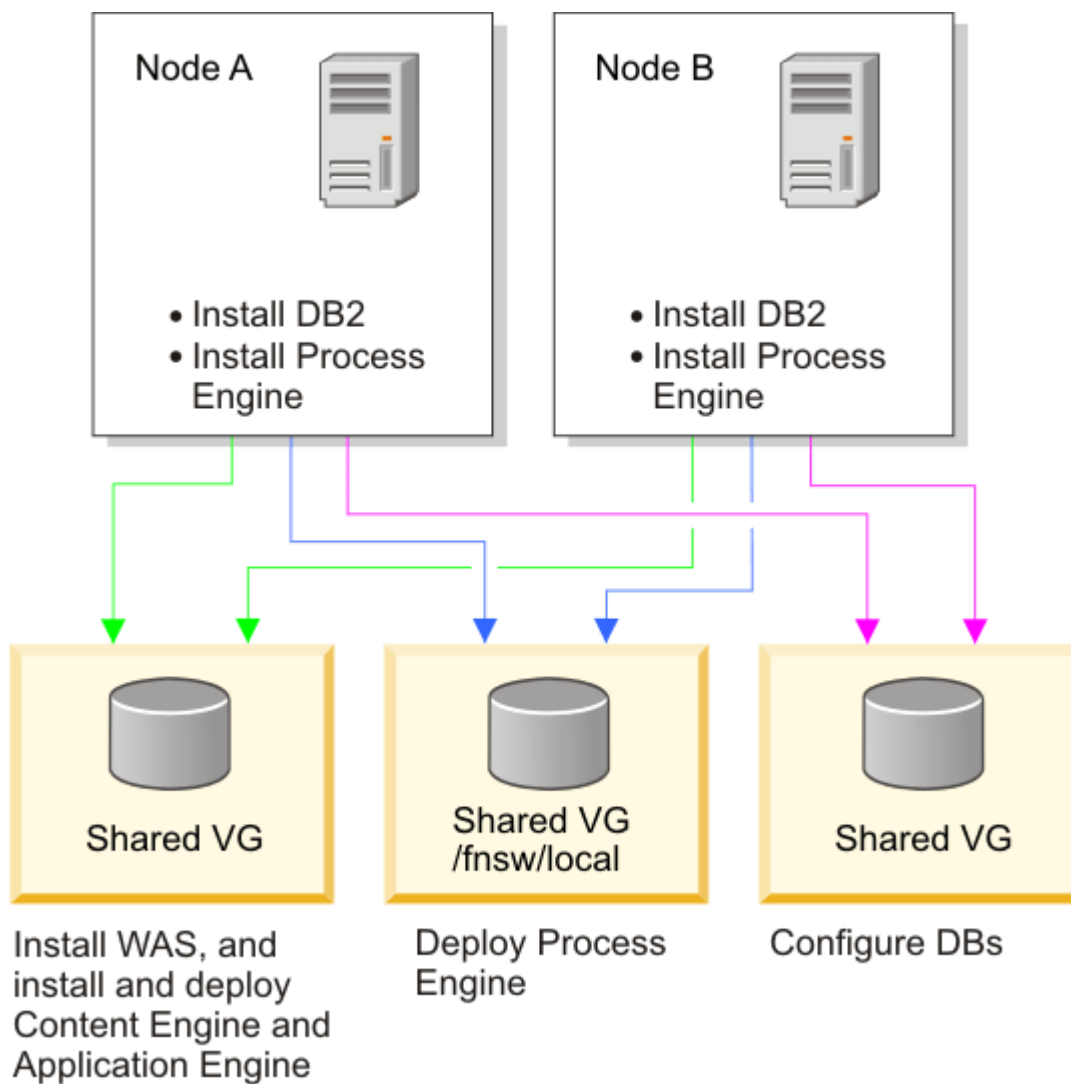 Node A
• Install DB2
• Install Process
Engine
Node B
• Install DB2
• Install Process
Engine
Shared VG
Install WAS, and
install and deploy
Content Engine and
Application Engine
Shared VG
/fnsw/local
Deploy Process
Engine
Shared VG
Configure DBs